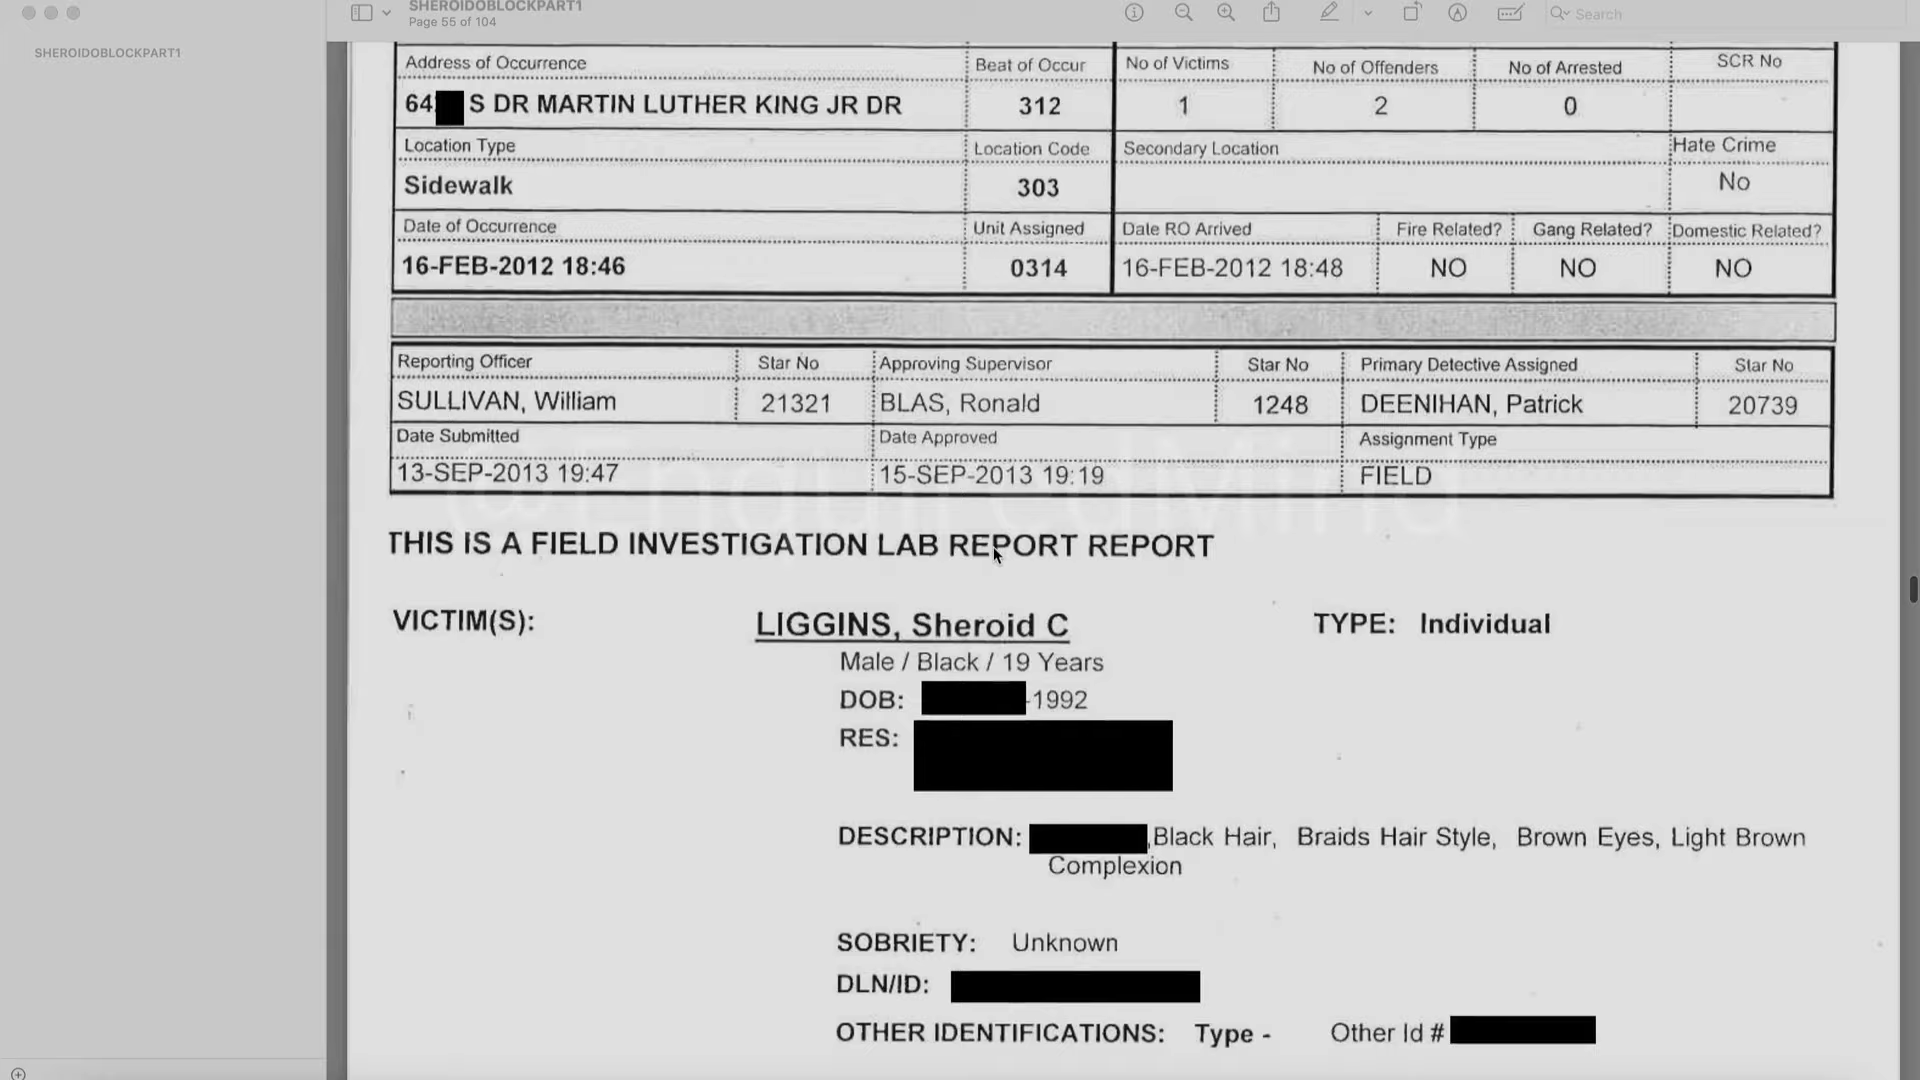 SHEROIDOBLOCKPART1
Page 55 of 104
Search
SHEROIDOBLOCKPART1
Address of Occurrence Beat of Occur No of Victims No of Offenders No of Arrested SCR No
64 S DR MARTIN LUTHER KING JR DR 312 1 2 0
Location Type Location Code Secondary Location Hate Crime
Sidewalk 303 No
Date of Occurrence Unit Assigned Date RO Arrived Fire Related? Gang Related? Domestic Related?
16-FEB-2012 18:46 0314 16-FEB-2012 18:48 NO NO NO
Reporting Officer Star No Approving Supervisor Star No Primary Detective Assigned Star No
SULLIVAN, William 21321 BLAS, Ronald 1248 DEENIHAN, Patrick 20739
Date Submitted Date Approved Assignment Type
13-SEP-2013 19:47 15-SEP-2013 19:19 FIELD
@EnquiredMind
THIS IS A FIELD INVESTIGATION LAB REPORT REPORT
VICTIM(S): LIGGINS, Sheroid C TYPE: Individual
Male / Black / 19 Years
DOB: -1992
RES:
DESCRIPTION: ,Black Hair, Braids Hair Style, Brown Eyes, Light Brown
Complexion
SOBRIETY: Unknown
DLN/ID:
OTHER IDENTIFICATIONS: Type - Other Id #